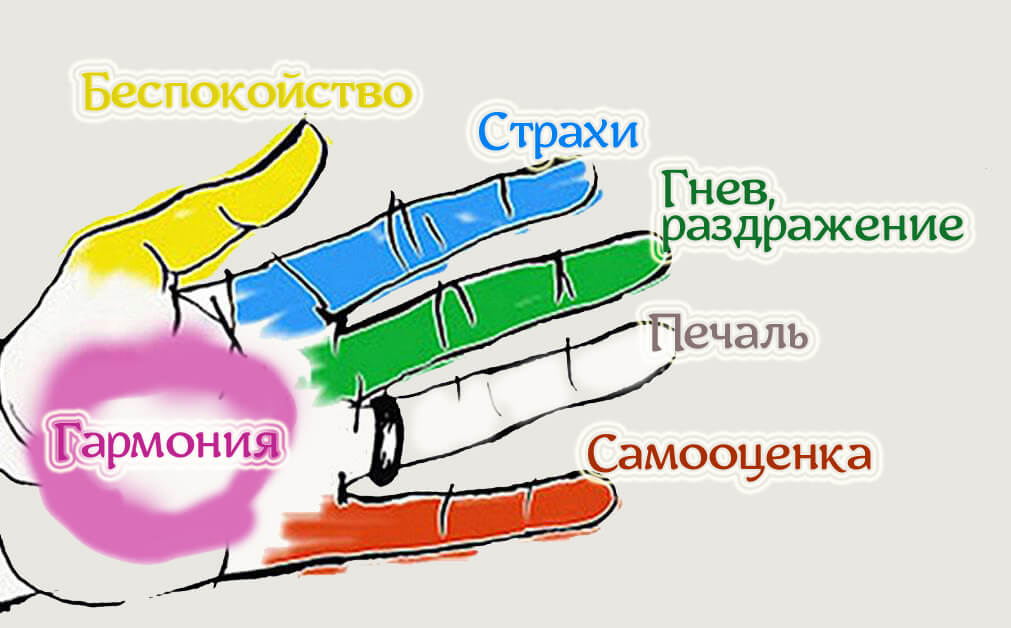 Беспокойство
Страхи
Гнев,
раздражение
Печаль
Гармония
Самооценка